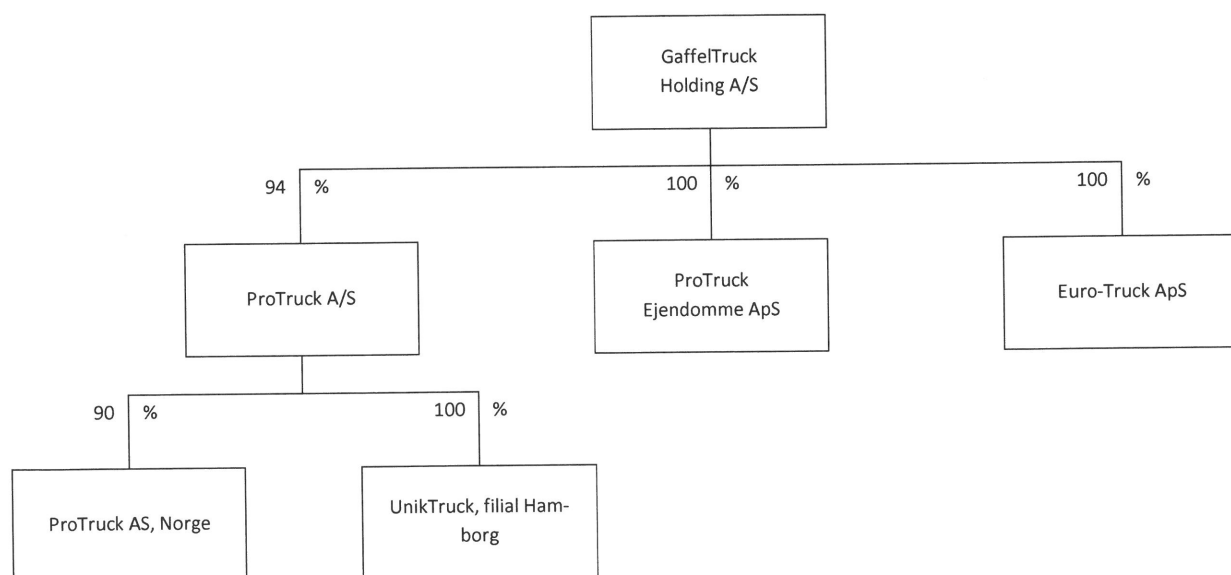 GaffelTruck
Holding A/S
94 %
100 %
100 %
ProTruck A/S
ProTruck
Ejendomme ApS
Euro-Truck ApS
90 %
100 %
ProTruck AS, Norge
UnikTruck, filial Ham-
borg